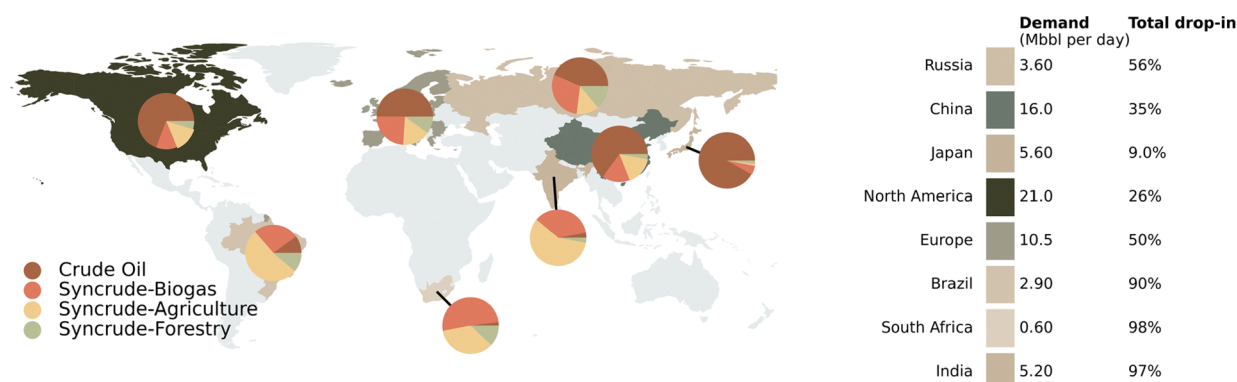 Demand Total drop-in
(Mbbl per day)
Russia 3.60 56%
China 16.0 35%
Japan 5.60 9.0%
North America 21.0 26%
Europe 10.5 50%
Brazil 2.90 90%
South Africa 0.60 98%
India 5.20 97%
Crude Oil
Syncrude-Biogas
Syncrude-Agriculture
Syncrude-Forestry